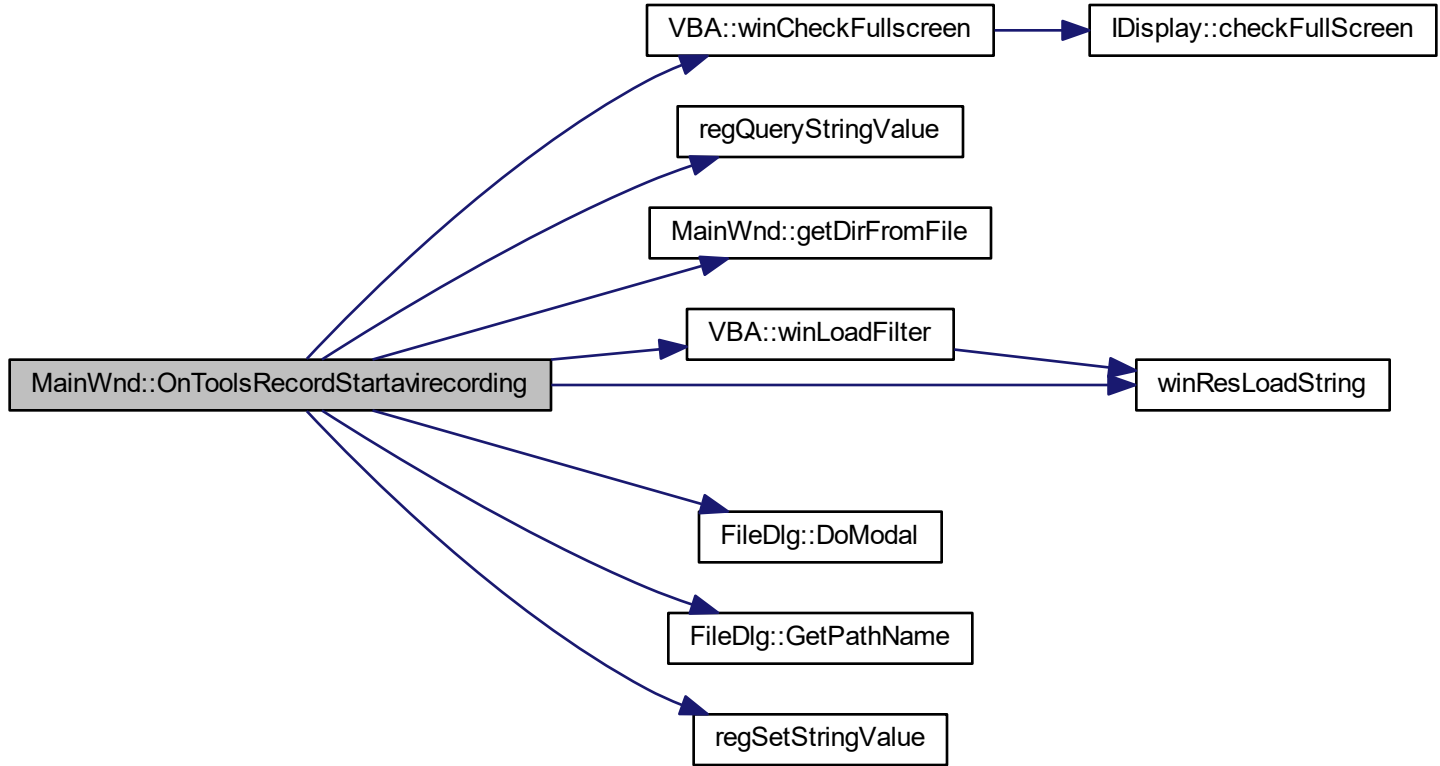 VBA::winCheckFullscreen
IDisplay::checkFullScreen
regQueryStringValue
MainWnd::getDirFromFile
VBA::winLoadFilter
MainWnd::OnToolsRecordStartavirecording
winResLoadString
FileDlg::DoModal
FileDlg::GetPathName
regSetStringValue